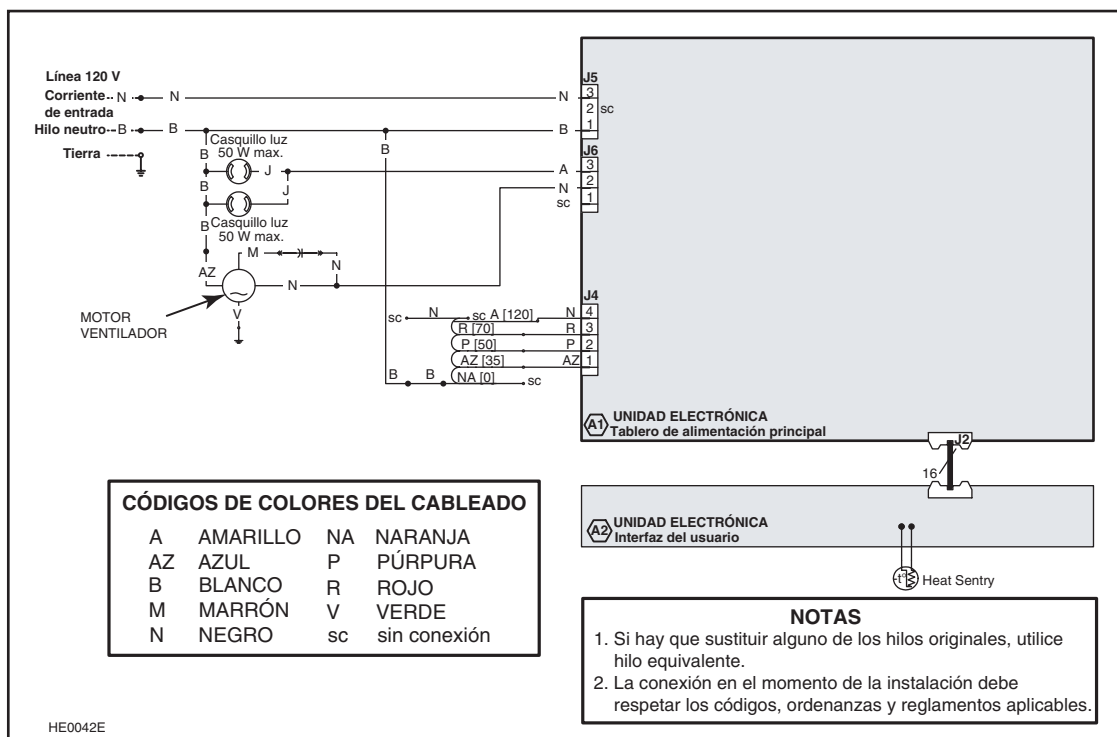 Línea 120 V
Corriente
de entrada
N
N
N
Hilo neutro
B
B
B
Tierra
J5
3
2
sc
1
Casquillo luz
50 W max.
B
J
B
J
B
Casquillo luz
50 W max.
B
J6
A
3
N
2
sc
1
M
N
AZ
N
V
MOTOR
VENTILADOR
J4
sc
N
sc A [120]
N
4
R [70]
R
3
P [50]
P
2
AZ [35]
AZ
1
B
B
NA [0]
sc
A1
UNIDAD ELECTRÓNICA
Tablero de alimentación principal
J2
16
A2
UNIDAD ELECTRÓNICA
Interfaz del usuario
-t°
Heat Sentry
CÓDIGOS DE COLORES DEL CABLEADO
A AMARILLO NA NARANJA
AZ AZUL P PÚRPURA
B BLANCO R ROJO
M MARRÓN V VERDE
N NEGRO sc sin conexión
NOTAS
1. Si hay que sustituir alguno de los hilos originales, utilice
hilo equivalente.
2. La conexión en el momento de la instalación debe
respetar los códigos, ordenanzas y reglamentos aplicables.
HE0042E